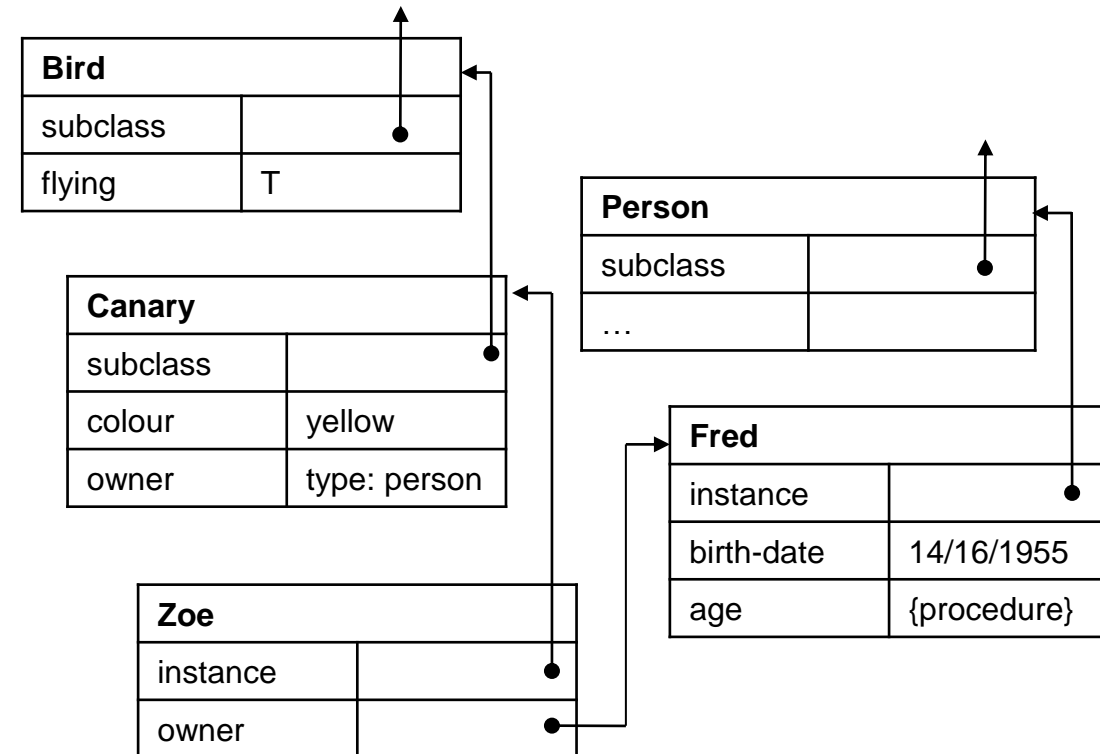 Bird
subclass
flying T
Person
subclass
…
Canary
subclass
colour yellow
owner type: person
Fred
instance
birth-date 14/16/1955
age {procedure}
Zoe
instance
owner